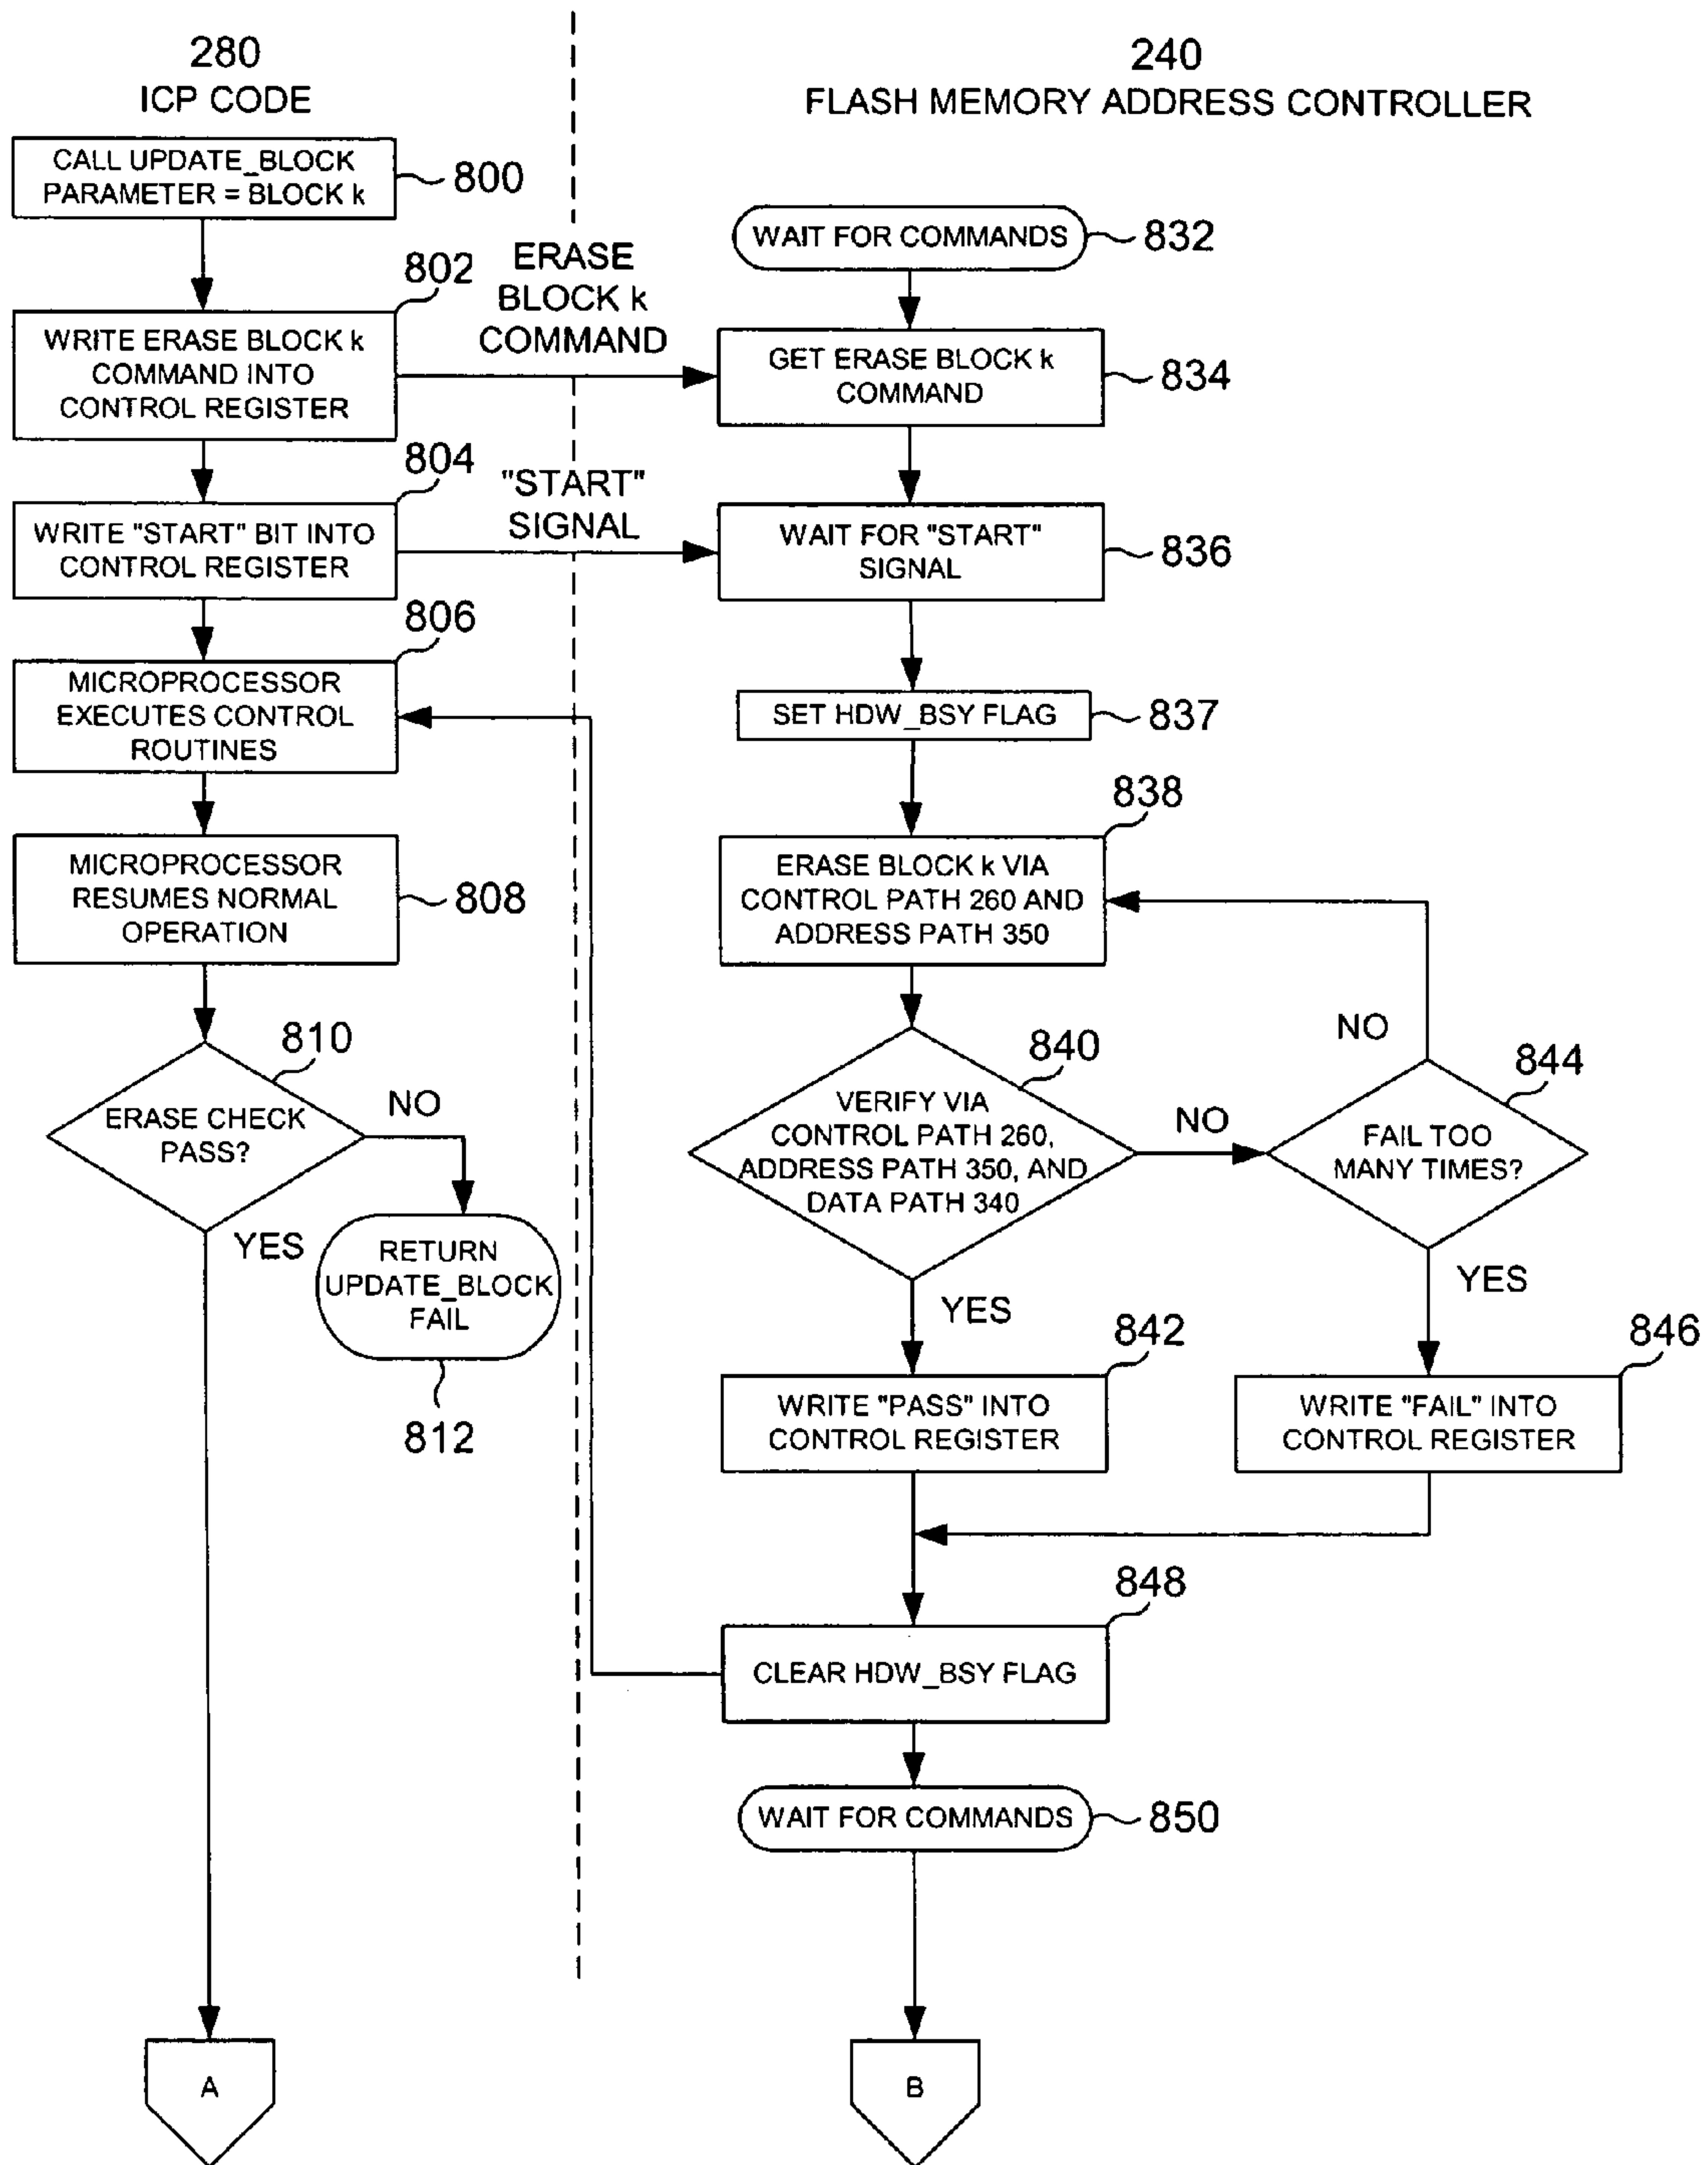 280
ICP CODE
CALL UPDATE_BLOCK
PARAMETER = BLOCK k
800
802
WRITE ERASE BLOCK k
COMMAND INTO
CONTROL REGISTER
804
WRITE "START" BIT INTO
CONTROL REGISTER
806
MICROPROCESSOR
EXECUTES CONTROL
ROUTINES
MICROPROCESSOR
RESUMES NORMAL
OPERATION
808
810
ERASE CHECK
PASS?
NO
YES
RETURN
UPDATE_BLOCK
FAIL
812
A
ERASE
BLOCK k
COMMAND
"START"
SIGNAL
240
FLASH MEMORY ADDRESS CONTROLLER
WAIT FOR COMMANDS
832
GET ERASE BLOCK k
COMMAND
834
WAIT FOR "START"
SIGNAL
836
SET HDW_BSY FLAG
837
838
ERASE BLOCK k VIA
CONTROL PATH 260 AND
ADDRESS PATH 350
840
VERIFY VIA
CONTROL PATH 260,
ADDRESS PATH 350, AND
DATA PATH 340
NO
YES
NO
844
FAIL TOO
MANY TIMES?
YES
842
WRITE "PASS" INTO
CONTROL REGISTER
846
WRITE "FAIL" INTO
CONTROL REGISTER
848
CLEAR HDW_BSY FLAG
WAIT FOR COMMANDS
850
B